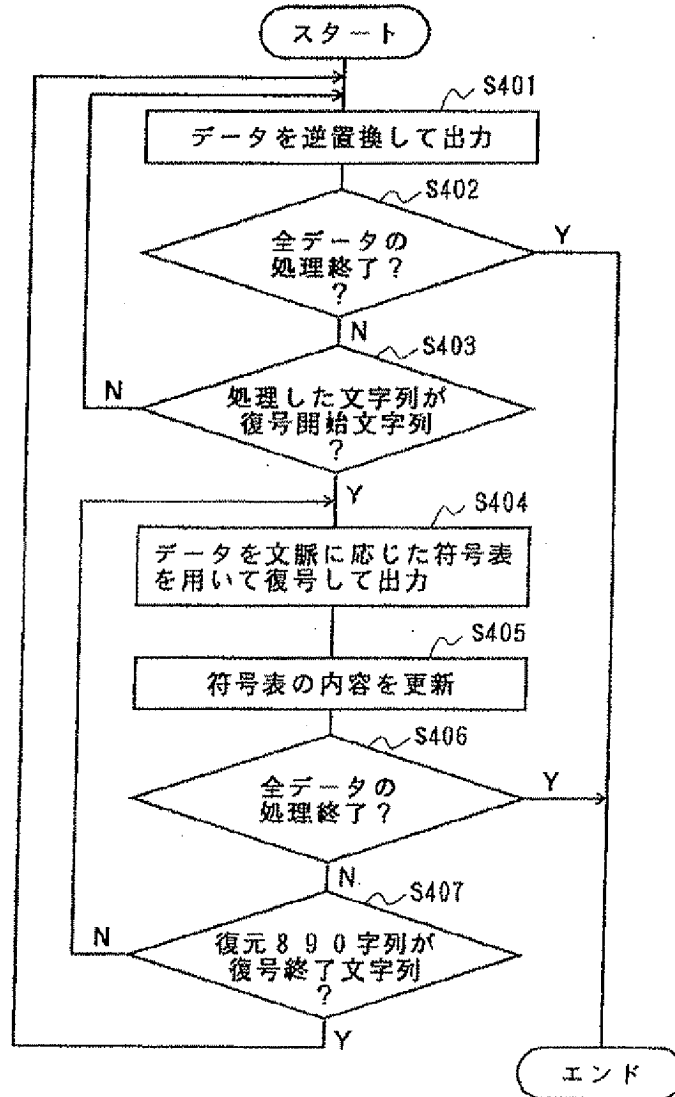 スタート
S401
データを逆置換して出力
S402
全データの
処理終了?
?
Y
N
S403
処理した文字列が
復号開始文字列
?
N
Y
S404
データを文脈に応じた符号表
を用いて復号して出力
S405
符号表の内容を更新
S406
全データの
処理終了?
Y
N
S407
復元890字列が
復号終了文字列
?
N
Y
エンド